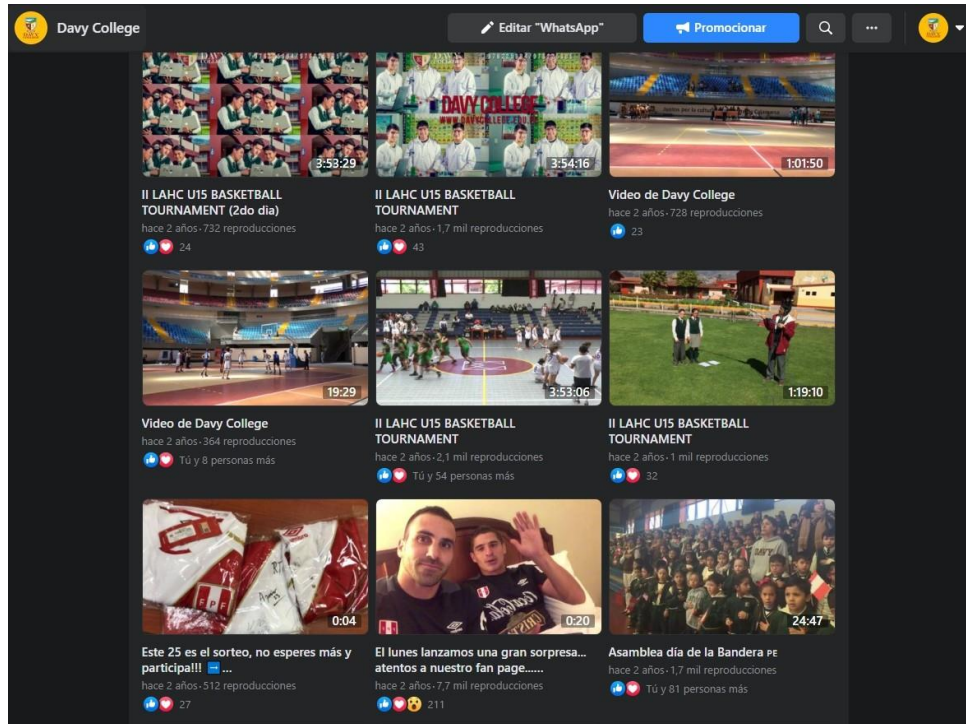 Davy College
Editar "WhatsApp"
Promocionar
DAVY COLLEGE
WWW.DAVYCOLLEGE.EDU.PE
3:53:29
3:54:16
1:01:50
II LAHC U15 BASKETBALL
TOURNAMENT (2do dia)
hace 2 años · 732 reproducciones
24
II LAHC U15 BASKETBALL
TOURNAMENT
hace 2 años · 1,7 mil reproducciones
43
Video de Davy College
hace 2 años · 728 reproducciones
23
19:29
3:53:06
1:19:10
Video de Davy College
hace 2 años · 364 reproducciones
Tú y 8 personas más
II LAHC U15 BASKETBALL
TOURNAMENT
hace 2 años · 2,1 mil reproducciones
Tú y 54 personas más
II LAHC U15 BASKETBALL
TOURNAMENT
hace 2 años · 1 mil reproducciones
32
FPF
0:04
0:20
DAVY
24:47
Este 25 es el sorteo, no esperes más y
participa!!! ➡ ...
hace 2 años · 512 reproducciones
27
El lunes lanzamos una gran sorpresa...
atentos a nuestro fan page......
hace 2 años · 7,7 mil reproducciones
211
Asamblea día de la Bandera PE
hace 2 años · 1,7 mil reproducciones
Tú y 81 personas más